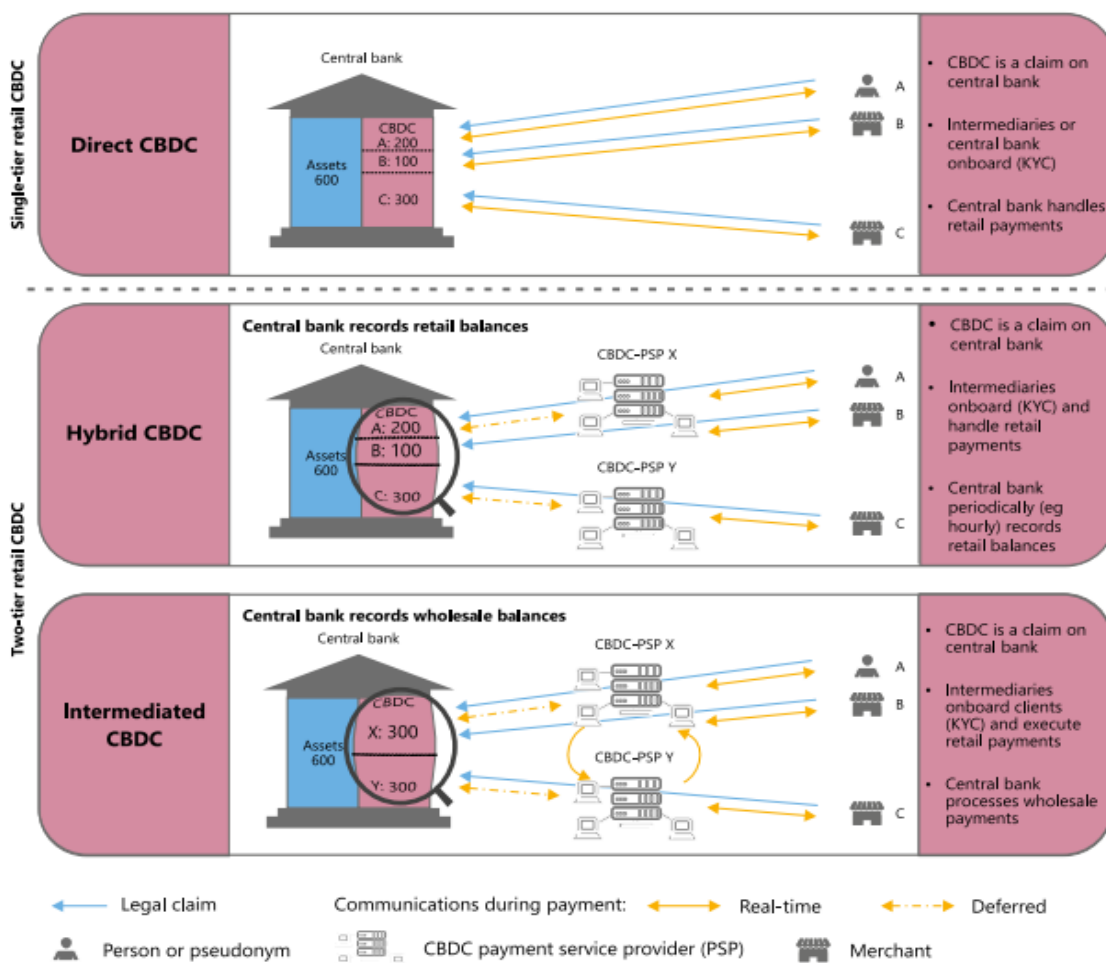 Single-tier retail CBDC
Direct CBDC
Central bank
Assets
600
CBDC
A: 200
B: 100
C: 300
A
B
C
• CBDC is a claim on
central bank
• Intermediaries or
central bank
onboard (KYC)
• Central bank handles
retail payments
Two-tier retail CBDC
Hybrid CBDC
Central bank records retail balances
Central bank
Assets
600
CBDC
A: 200
B: 100
C: 300
CBDC-PSP X
CBDC-PSP Y
A
B
C
• CBDC is a claim on
central bank
• Intermediaries
onboard (KYC) and
handle retail
payments
• Central bank
periodically (eg
hourly) records
retail balances
Intermediated
CBDC
Central bank records wholesale balances
Central bank
Assets
600
CBDC
X: 300
Y: 300
CBDC-PSP X
CBDC-PSP Y
A
B
C
• CBDC is a claim on
central bank
• Intermediaries
onboard clients
(KYC) and execute
retail payments
• Central bank
processes wholesale
payments
Legal claim
Communications during payment:
Real-time
Deferred
Person or pseudonym
CBDC payment service provider (PSP)
Merchant